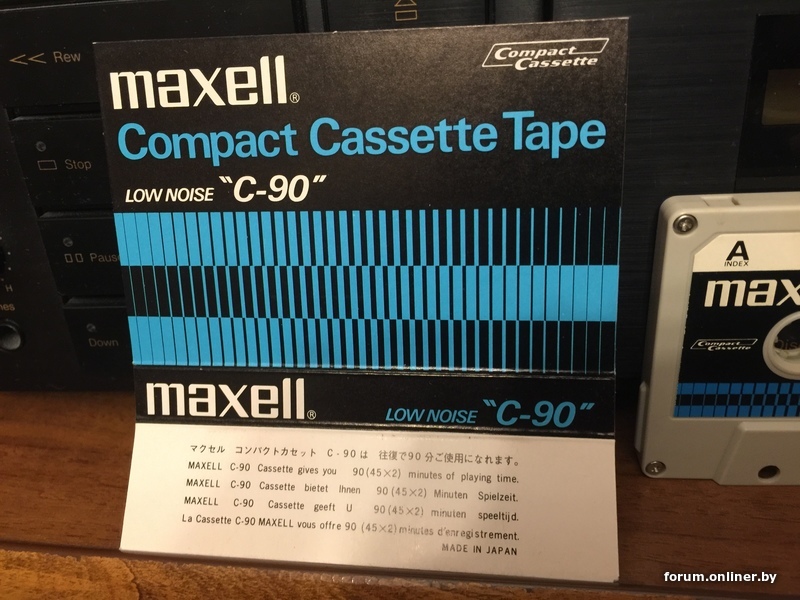 << Rew
Stop
Pause
Down
maxell®
Compact Cassette
Compact Cassette Tape
LOW NOISE "C-90"
maxell®
LOW NOISE "C-90"
マクセル コンパクトカセット C-90は 往復で90分ご使用になれます。
MAXELL C-90 Cassette gives you 90(45×2) minutes of playing time.
MAXELL C-90 Cassette bietet Ihnen 90(45×2) Minuten Spielzeit.
MAXELL C-90 Cassette geeft U 90(45×2) minuten speeltijd.
La Cassette C-90 MAXELL vous offre 90 (45×2) minutes d'enregistrement.
MADE IN JAPAN
A
INDEX
max
Compact Cassette
forum.onliner.by